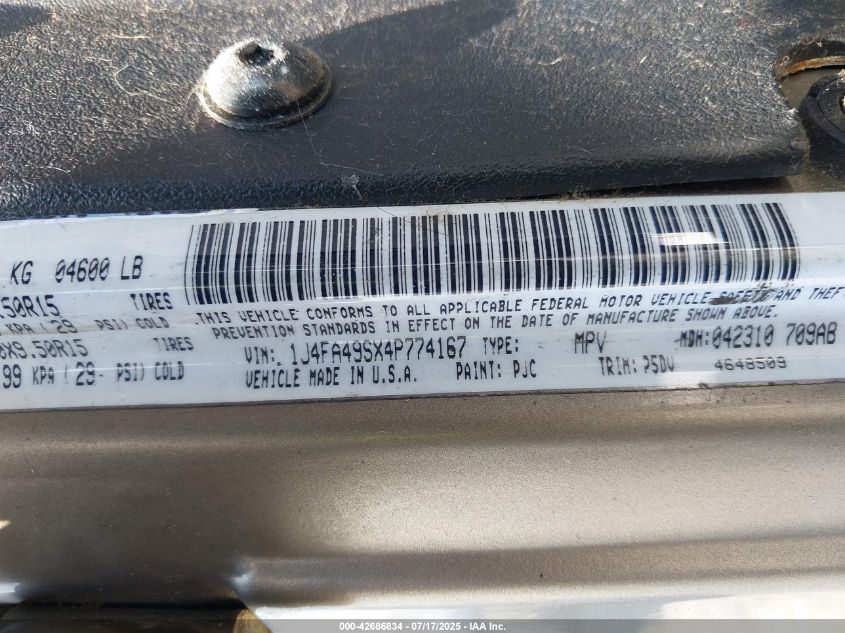 KG 04600 LB
.50R15 TIRES
KPA (29 PSI) COLD
X9.50R15 TIRES
99 KPA (29- PSI) COLD
.THIS VEHICLE CONFORMS TO ALL APPLICABLE FEDERAL MOTOR VEHICLE SAFETY AND THEF
PREVENTION STANDARDS IN EFFECT ON THE DATE OF MANUFACTURE SHOWN ABOVE.
VIN: 1J4FA49SX4P774167 TYPE: MPV MDH:042310 709AB
VEHICLE MADE IN U.S.A. PAINT: PJC TRIM: P5DV 4648509
000-42686834 / 07/17/2025 - IAA Inc.